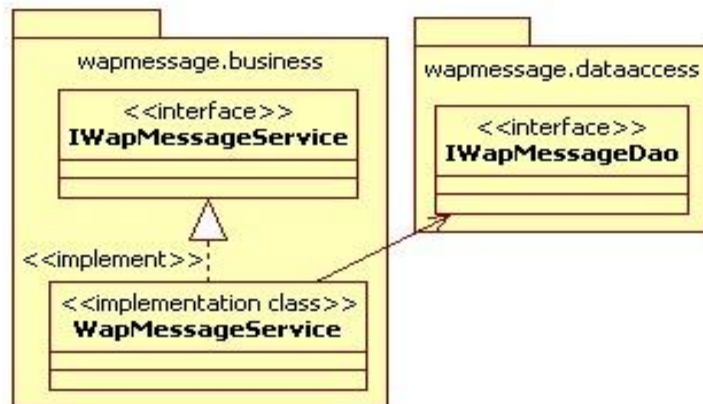 wapmessage.business
<<interface>>
IWapMessageService
<<implement>>
<<implementation class>>
WapMessageService
wapmessage.dataaccess
<<interface>>
IWapMessageDao